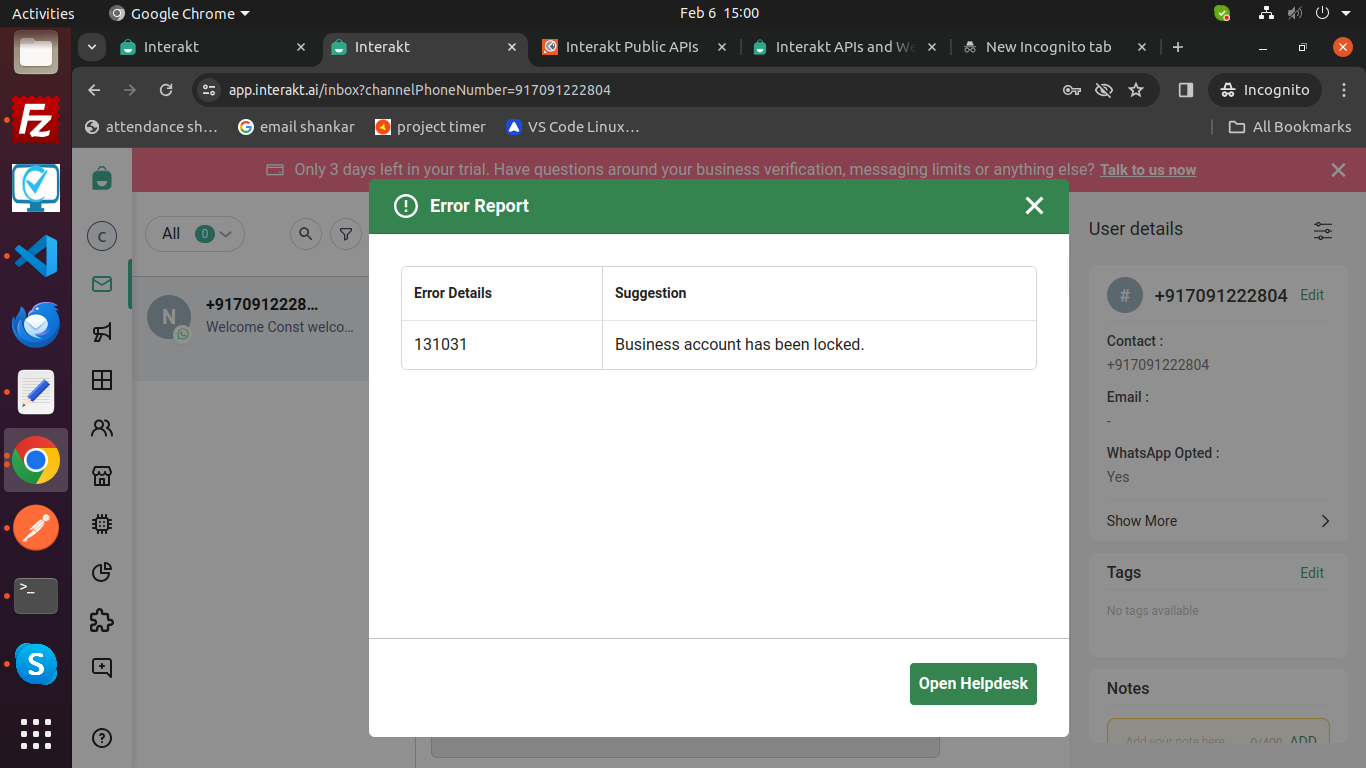 Activities
Google Chrome
Feb 6 15:00
Interakt
Interakt
Interakt Public APIs
Interakt APIs and We
New Incognito tab
app.interakt.ai/inbox?channelPhoneNumber=917091222804
Incognito
attendance sh...
email shankar
project timer
VS Code Linux...
All Bookmarks
Only 3 days left in your trial. Have questions around your business verification, messaging limits or anything else? Talk to us now
Error Report
C
All 0
User details
N
+9170912228...
Welcome Const welco...
Error Details
Suggestion
131031
Business account has been locked.
# +917091222804 Edit
Contact :
+917091222804
Email :
-
WhatsApp Opted :
Yes
Show More
Tags Edit
No tags available
Open Helpdesk
Notes
Add your note here
0/400 ADD